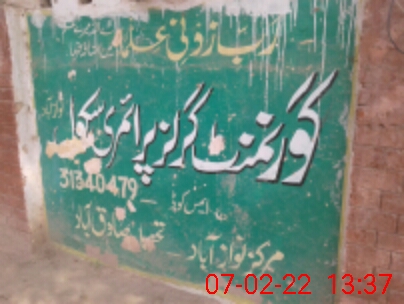 رب زدنی علما
گورنمنٹ گرلز پرائمری سکول
31340479
ایمس کوڈ
مرکز نواز آباد
تحصیل صادق آباد
07-02-22 13:37